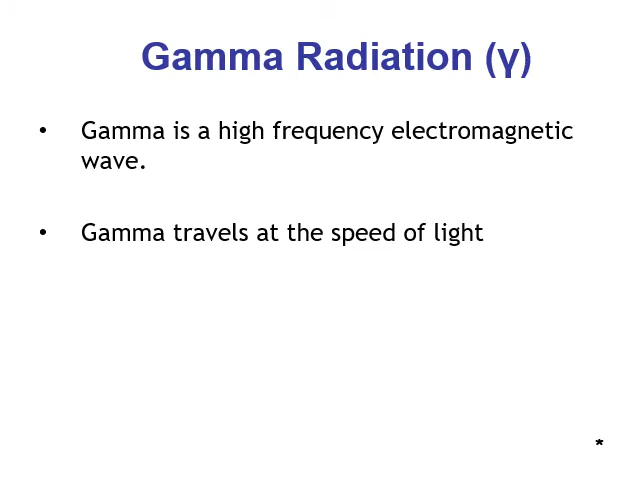 Gamma Radiation (γ)
• Gamma is a high frequency electromagnetic
wave.
• Gamma travels at the speed of light
*